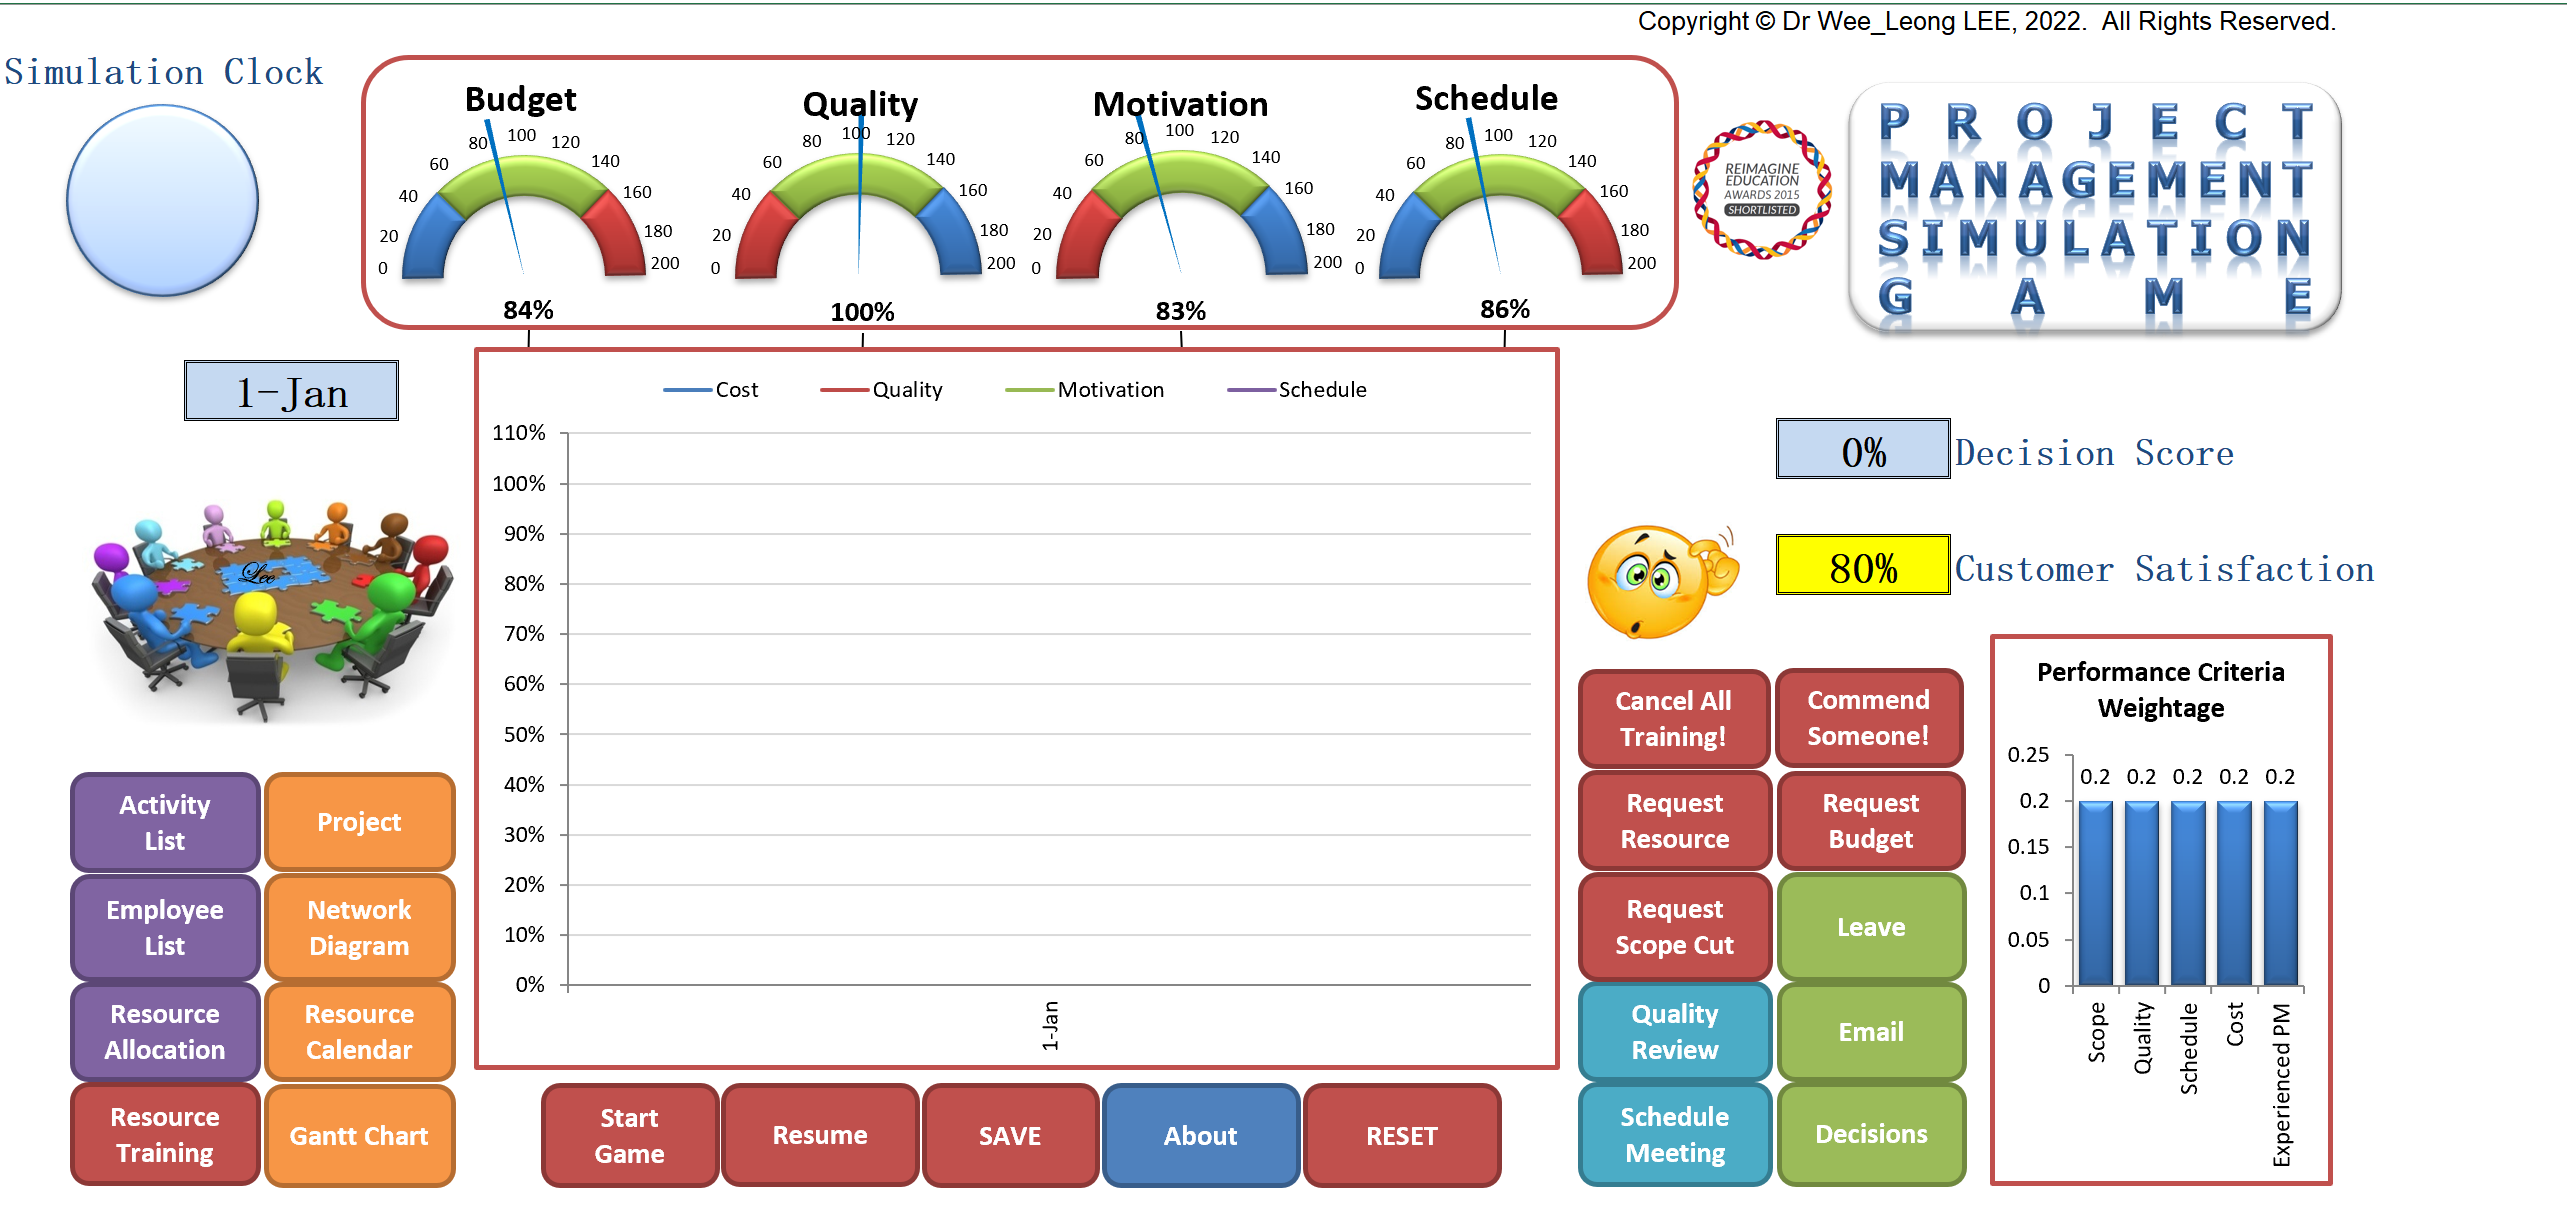 Copyright © Dr Wee_Leong LEE, 2022.  All Rights Reserved.
Simulation Clock
Budget
0 20 40 60 80 100 120 140 160 180 200
84%
Quality
0 20 40 60 80 100 120 140 160 180 200
100%
Motivation
0 20 40 60 80 100 120 140 160 180 200
83%
Schedule
0 20 40 60 80 100 120 140 160 180 200
86%
REIMAGINE
EDUCATION
AWARDS 2015
SHORTLISTED
PROJECT
MANAGEMENT
SIMULATION
GAME
1-Jan
Cost Quality Motivation Schedule
110%
100%
90%
80%
70%
60%
50%
40%
30%
20%
10%
0%
1-Jan
0% Decision Score
80% Customer Satisfaction
Lee
Activity
List
Project
Employee
List
Network
Diagram
Resource
Allocation
Resource
Calendar
Resource
Training
Gantt Chart
Start
Game
Resume
SAVE
About
RESET
Cancel All
Training!
Commend
Someone!
Request
Resource
Request
Budget
Request
Scope Cut
Leave
Quality
Review
Email
Schedule
Meeting
Decisions
Performance Criteria
Weightage
0.25
0.2
0.15
0.1
0.05
0
0.2 0.2 0.2 0.2 0.2
Scope
Quality
Schedule
Cost
Experienced PM